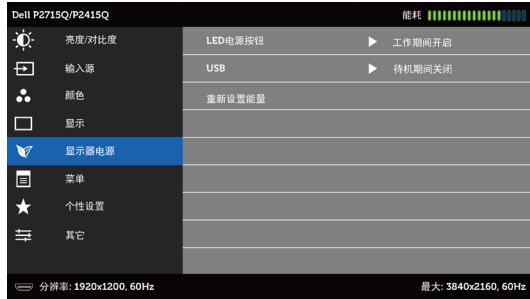 Dell P2715Q/P2415Q 能耗
亮度/对比度 LED电源按钮 工作期间开启
输入源 USB 待机期间关闭
颜色 重新设置能量
显示
显示器电源
菜单
个性设置
其它
分辨率: 1920x1200, 60Hz 最大: 3840x2160, 60Hz